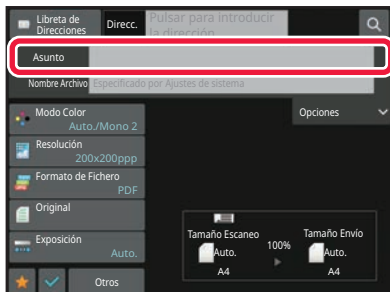 Libreta de
Direcciones
Direcc.
Pulsar para introducir
la dirección
Asunto
Nombre Archivo
Especificado por Ajustes de sistema
Modo Color
Auto./Mono 2
Opciones
Resolución
200x200ppp
Formato de Fichero
PDF
Original
Exposición
Auto.
Tamaño Escaneo
Auto.
A4
100%
Tamaño Envío
Auto.
A4
Otros